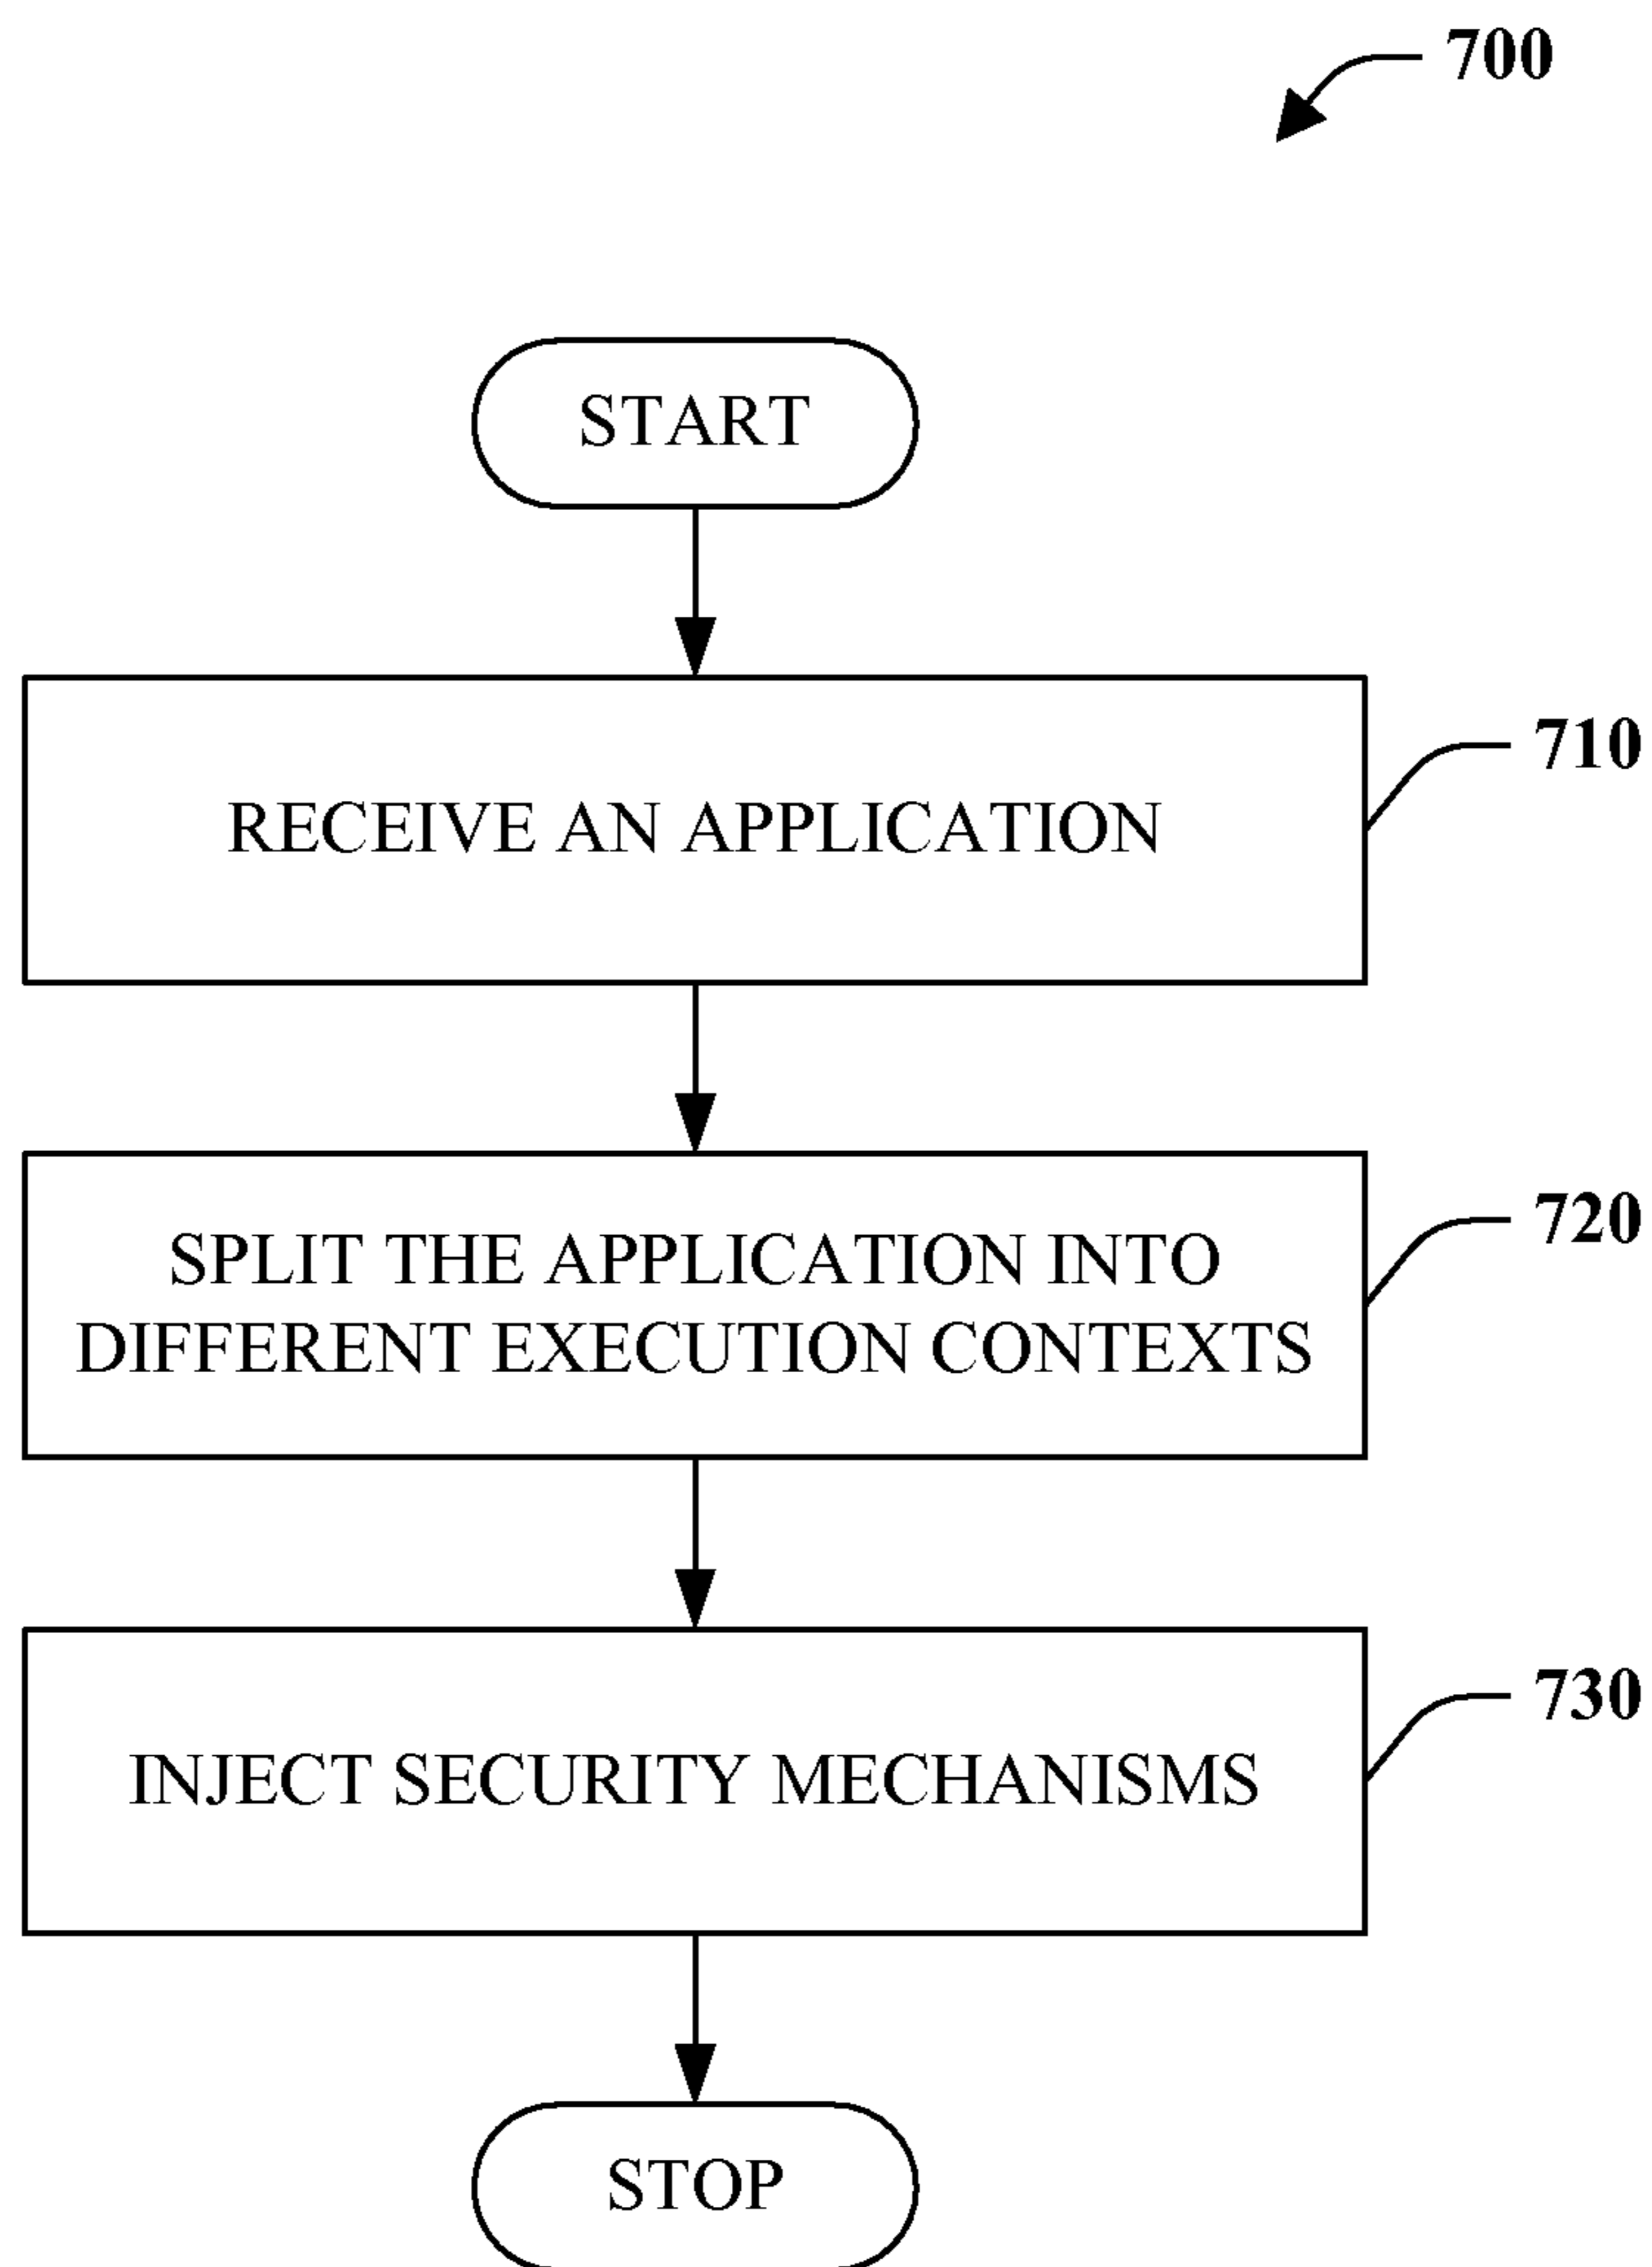 700
START
RECEIVE AN APPLICATION
710
SPLIT THE APPLICATION INTO
DIFFERENT EXECUTION CONTEXTS
720
INJECT SECURITY MECHANISMS
730
STOP